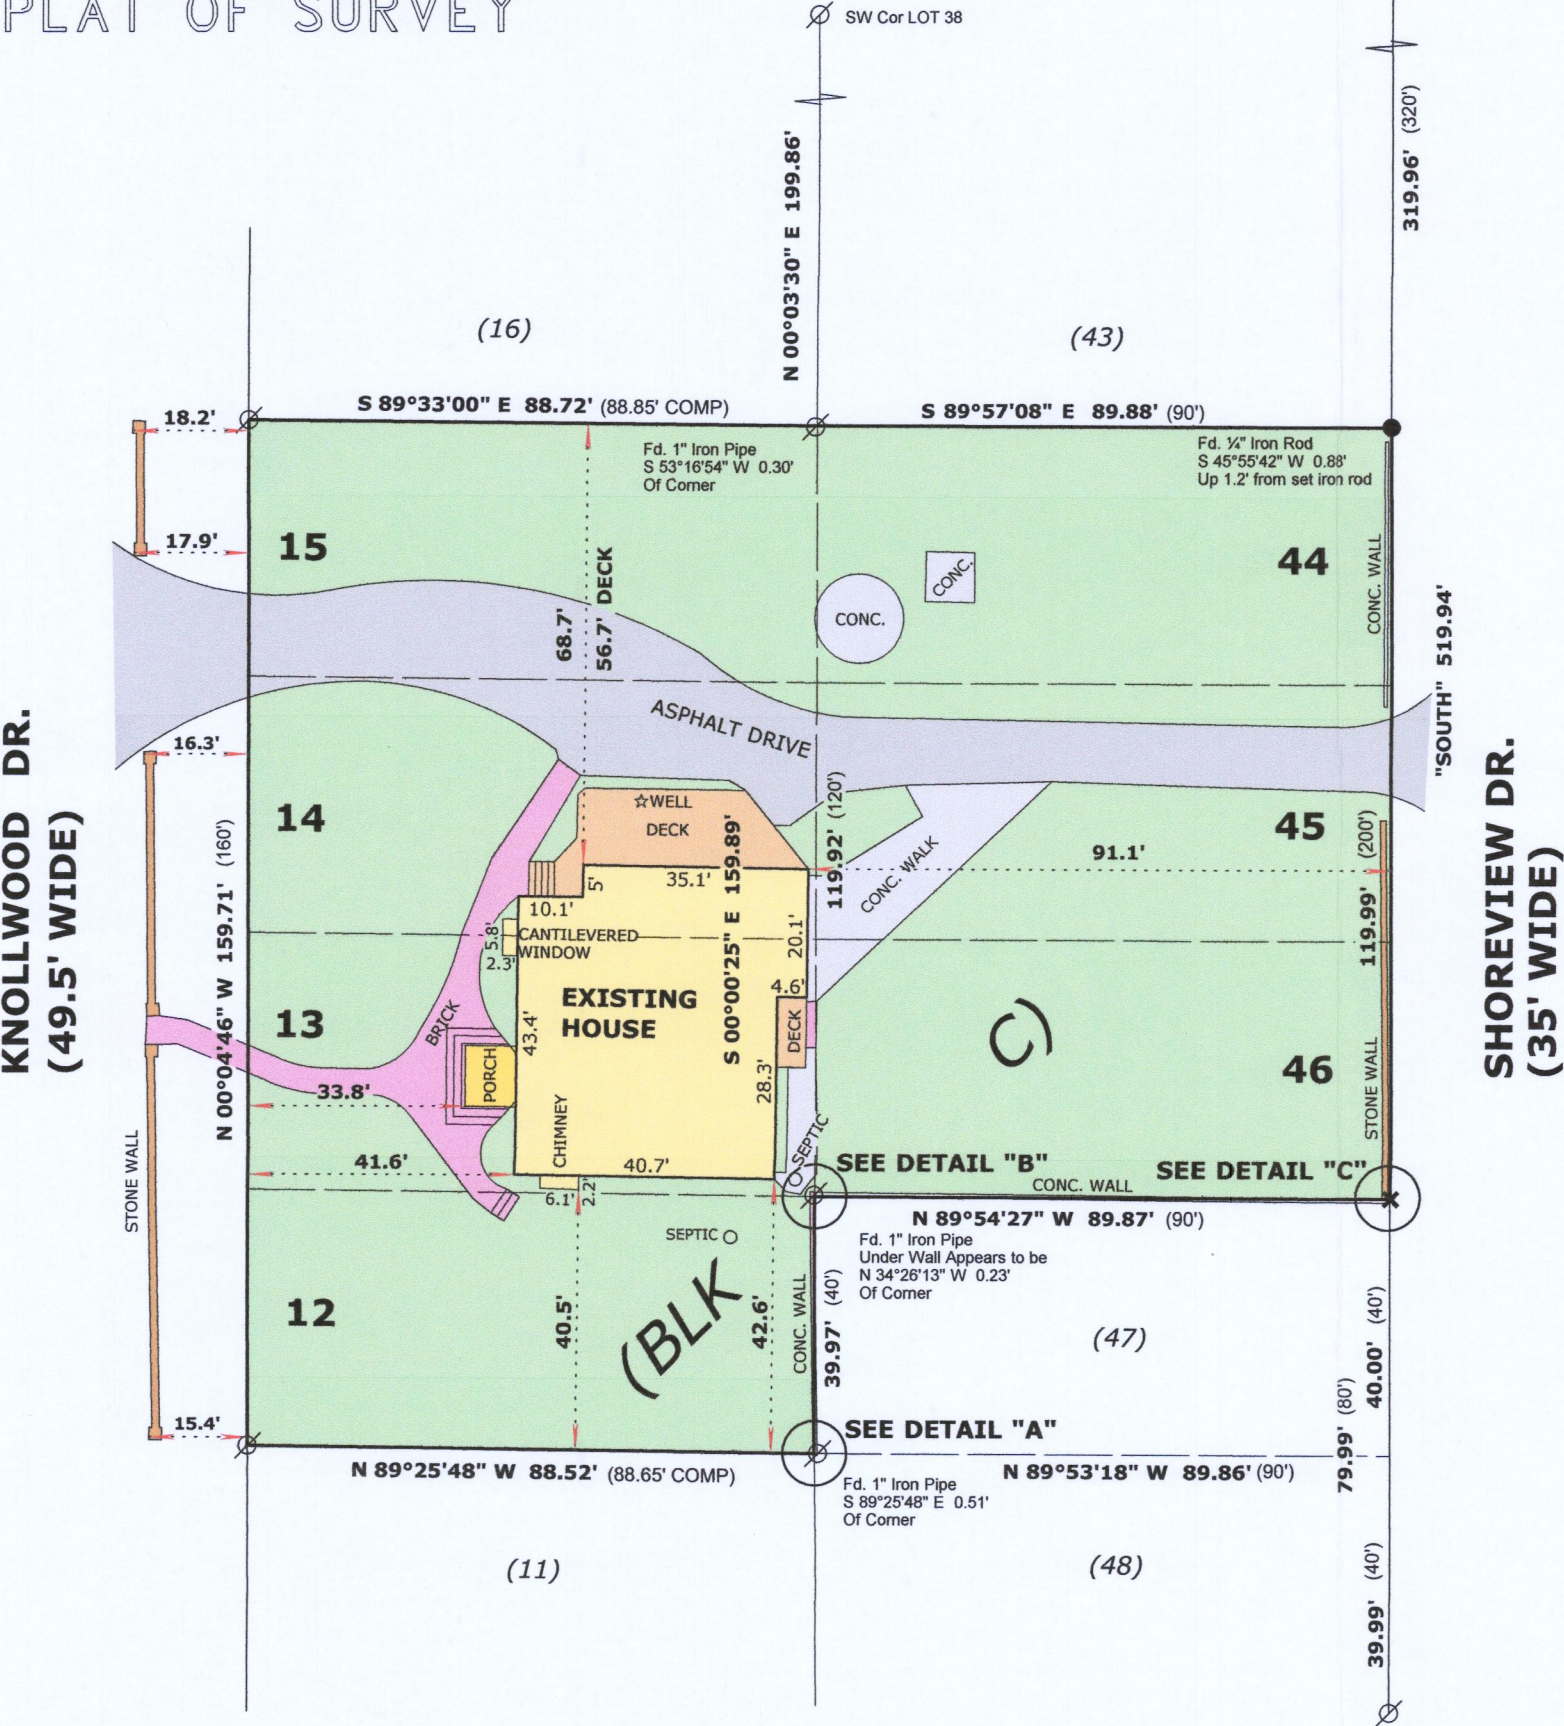 PLAT OF SURVEY
SW Cor LOT 38
N 00°03'30" E 199.86'
319.96' (320')
(16)
(43)
S 89°33'00" E 88.72' (88.85' COMP)
S 89°57'08" E 89.88' (90')
18.2'
Fd. 1" Iron Pipe
S 53°16'54" W 0.30'
Of Corner
Fd. ¼" Iron Rod
S 45°55'42" W 0.88'
Up 1.2' from set iron rod
17.9'
15
44
CONC. WALL
68.7'
56.7' DECK
CONC.
CONC.
"SOUTH" 519.94'
ASPHALT DRIVE
16.3'
KNOLLWOOD DR.
(49.5' WIDE)
SHOREVIEW DR.
(35' WIDE)
14
45
☆WELL
DECK
119.92' (120')
(200')
91.1'
CONC. WALK
N 00°04'46" W 159.71' (160')
S 00°00'25" E 159.89'
35.1'
5'
10.1'
5.8'
CANTILEVERED
WINDOW
2.3'
20.1'
119.99'
4.6'
EXISTING
HOUSE
13
BRICK
43.4'
DECK
C)
46
PORCH
33.8'
28.3'
STONE WALL
STONE WALL
CHIMNEY
SEPTIC
41.6'
40.7'
SEE DETAIL "B"
SEE DETAIL "C"
CONC. WALL
6.1'
2.2'
N 89°54'27" W 89.87' (90')
SEPTIC
Fd. 1" Iron Pipe
Under Wall Appears to be
N 34°26'13" W 0.23'
Of Corner
12
40.5'
(BLK
42.6'
CONC. WALL
39.97' (40')
(47)
40.00' (40')
79.99' (80')
15.4'
SEE DETAIL "A"
N 89°25'48" W 88.52' (88.65' COMP)
N 89°53'18" W 89.86' (90')
Fd. 1" Iron Pipe
S 89°25'48" E 0.51'
Of Corner
(11)
(48)
39.99' (40')